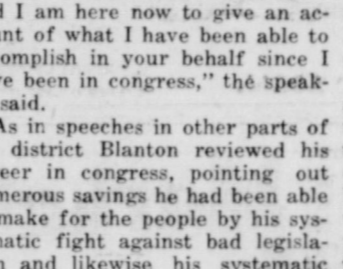 I am here now to give an ac-
nt of what I have been able to
omplish in your behalf since I
e been in congress," the speak-
said.
As in speeches in other parts of
district Blanton reviewed his
eer in congress, pointing out
merous savings he had been able
make for the people by his sys-
matic fight against bad legisla-
and likewise his systematic